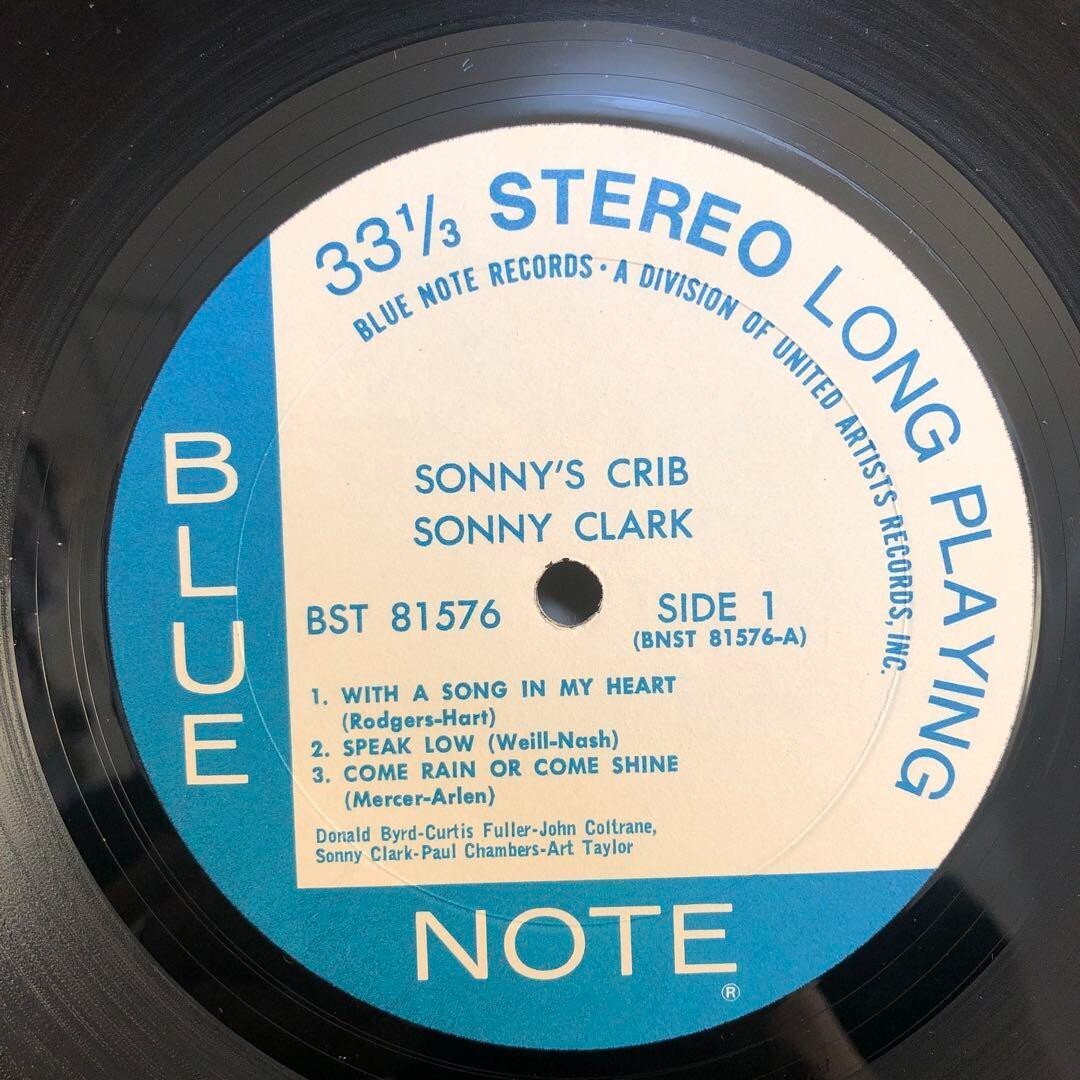 33⅓ STEREO LONG PLAYING
BLUE NOTE RECORDS · A DIVISION OF UNITED ARTISTS RECORDS, INC.
SONNY'S CRIB
SONNY CLARK
BST 81576
SIDE 1
(BNST 81576-A)
1. WITH A SONG IN MY HEART
(Rodgers-Hart)
2. SPEAK LOW (Weill-Nash)
3. COME RAIN OR COME SHINE
(Mercer-Arlen)
Donald Byrd-Curtis Fuller-John Coltrane,
Sonny Clark-Paul Chambers-Art Taylor
BLUE
NOTE
®